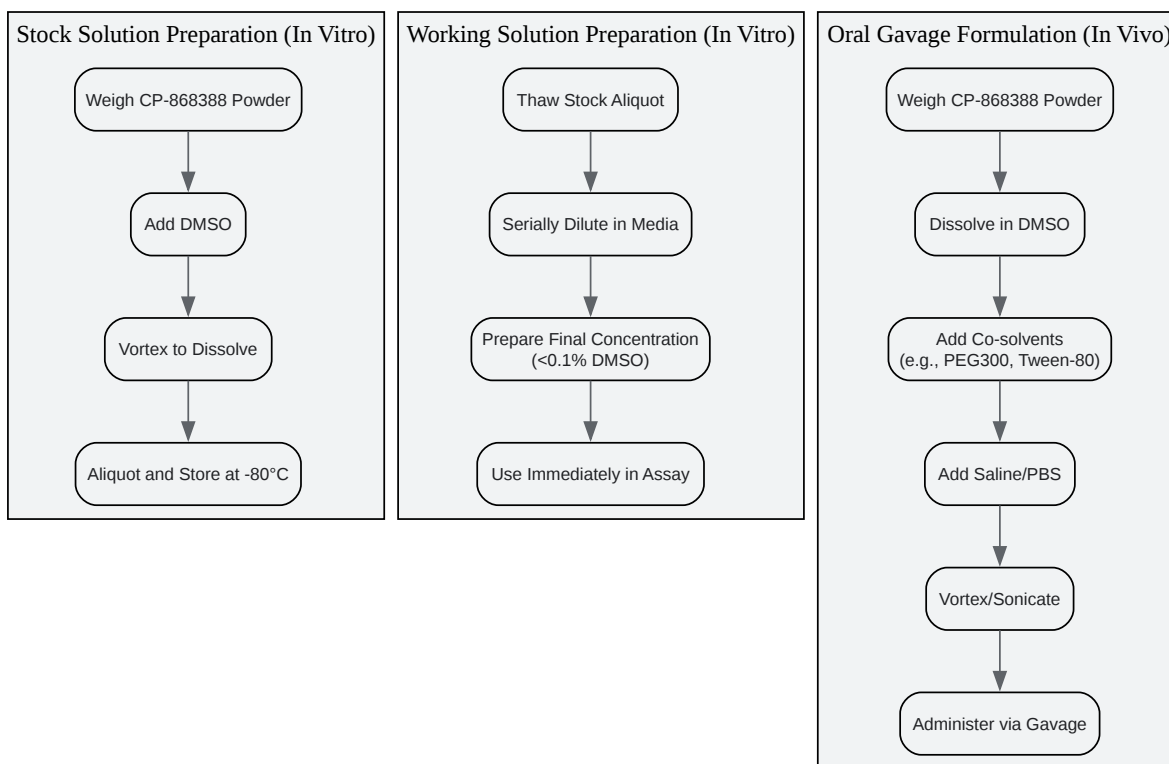 Stock Solution Preparation (In Vitro)
Weigh CP-868388 Powder
Add DMSO
Vortex to Dissolve
Aliquot and Store at -80°C
Working Solution Preparation (In Vitro)
Thaw Stock Aliquot
Serially Dilute in Media
Prepare Final Concentration
(<0.1% DMSO)
Use Immediately in Assay
Oral Gavage Formulation (In Vivo)
Weigh CP-868388 Powder
Dissolve in DMSO
Add Co-solvents
(e.g., PEG300, Tween-80)
Add Saline/PBS
Vortex/Sonicate
Administer via Gavage